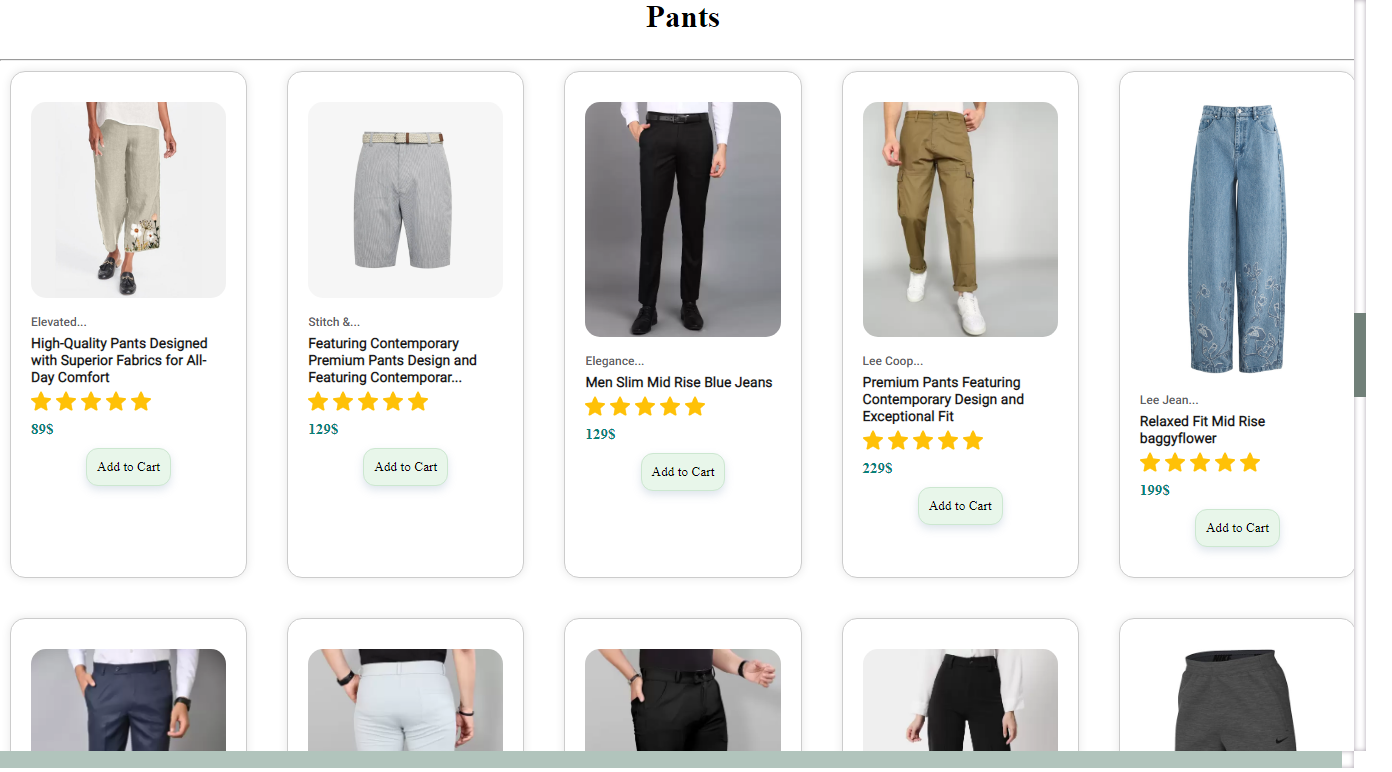 Pants
Elevated...
High-Quality Pants Designed
with Superior Fabrics for All-
Day Comfort
89$
Add to Cart
Stitch &...
Featuring Contemporary
Premium Pants Design and
Featuring Contemporar...
129$
Add to Cart
Elegance...
Men Slim Mid Rise Blue Jeans
129$
Add to Cart
Lee Coop...
Premium Pants Featuring
Contemporary Design and
Exceptional Fit
229$
Add to Cart
Lee Jean...
Relaxed Fit Mid Rise
baggyflower
199$
Add to Cart
NIKE